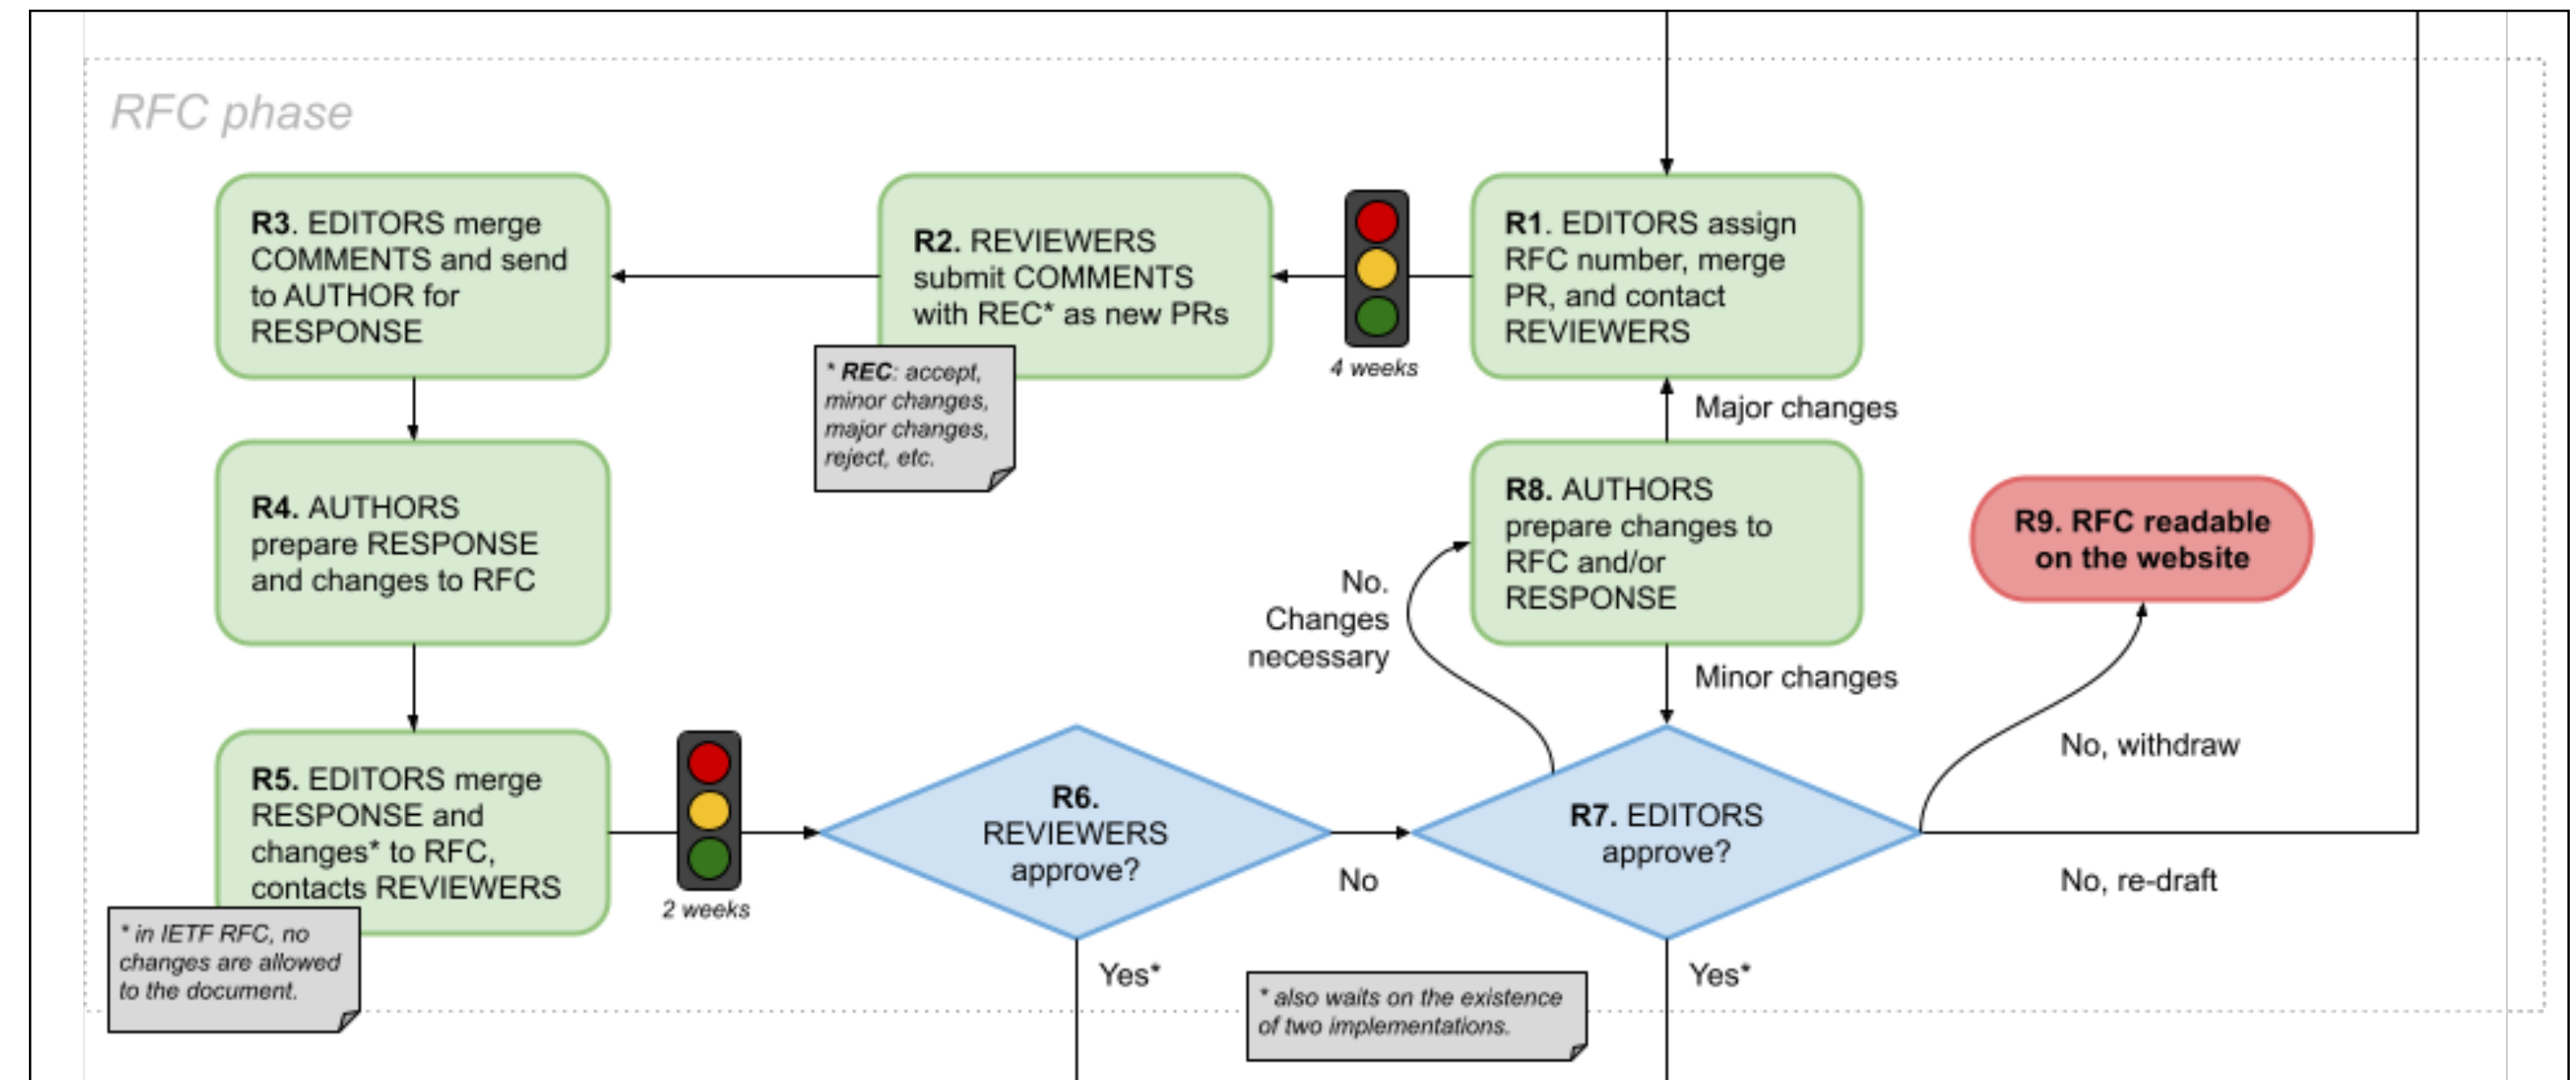 RFC phase
R3. EDITORS merge
COMMENTS and send
to AUTHOR for
RESPONSE
R2. REVIEWERS
submit COMMENTS
with REC* as new PRs
* REC: accept,
minor changes,
major changes,
reject, etc.
4 weeks
R1. EDITORS assign
RFC number, merge
PR, and contact
REVIEWERS
Major changes
R4. AUTHORS
prepare RESPONSE
and changes to RFC
No.
Changes
necessary
R8. AUTHORS
prepare changes to
RFC and/or
RESPONSE
R9. RFC readable
on the website
Minor changes
No, withdraw
R5. EDITORS merge
RESPONSE and
changes* to RFC,
contacts REVIEWERS
* in IETF RFC, no
changes are allowed
to the document.
2 weeks
R6.
REVIEWERS
approve?
No
R7. EDITORS
approve?
No, re-draft
Yes*
* also waits on the existence
of two implementations.
Yes*